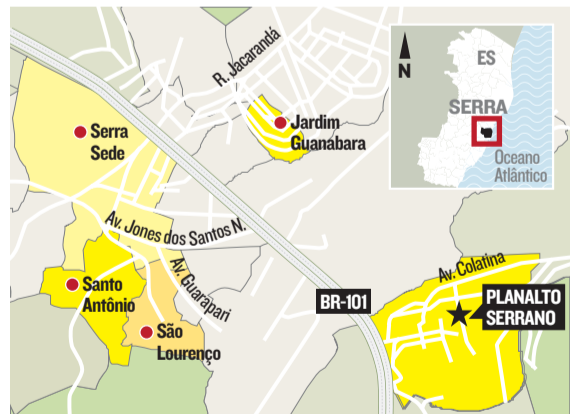 R. Jacarandá
N
ES
SERRA
Oceano
Atlântico
Serra
Sede
Jardim
Guanabara
Av. Jones dos Santos N.
Av. Guarapari
Santo
Antônio
São
Lourenço
BR-101
Av. Colatina
PLANALTO
SERRANO